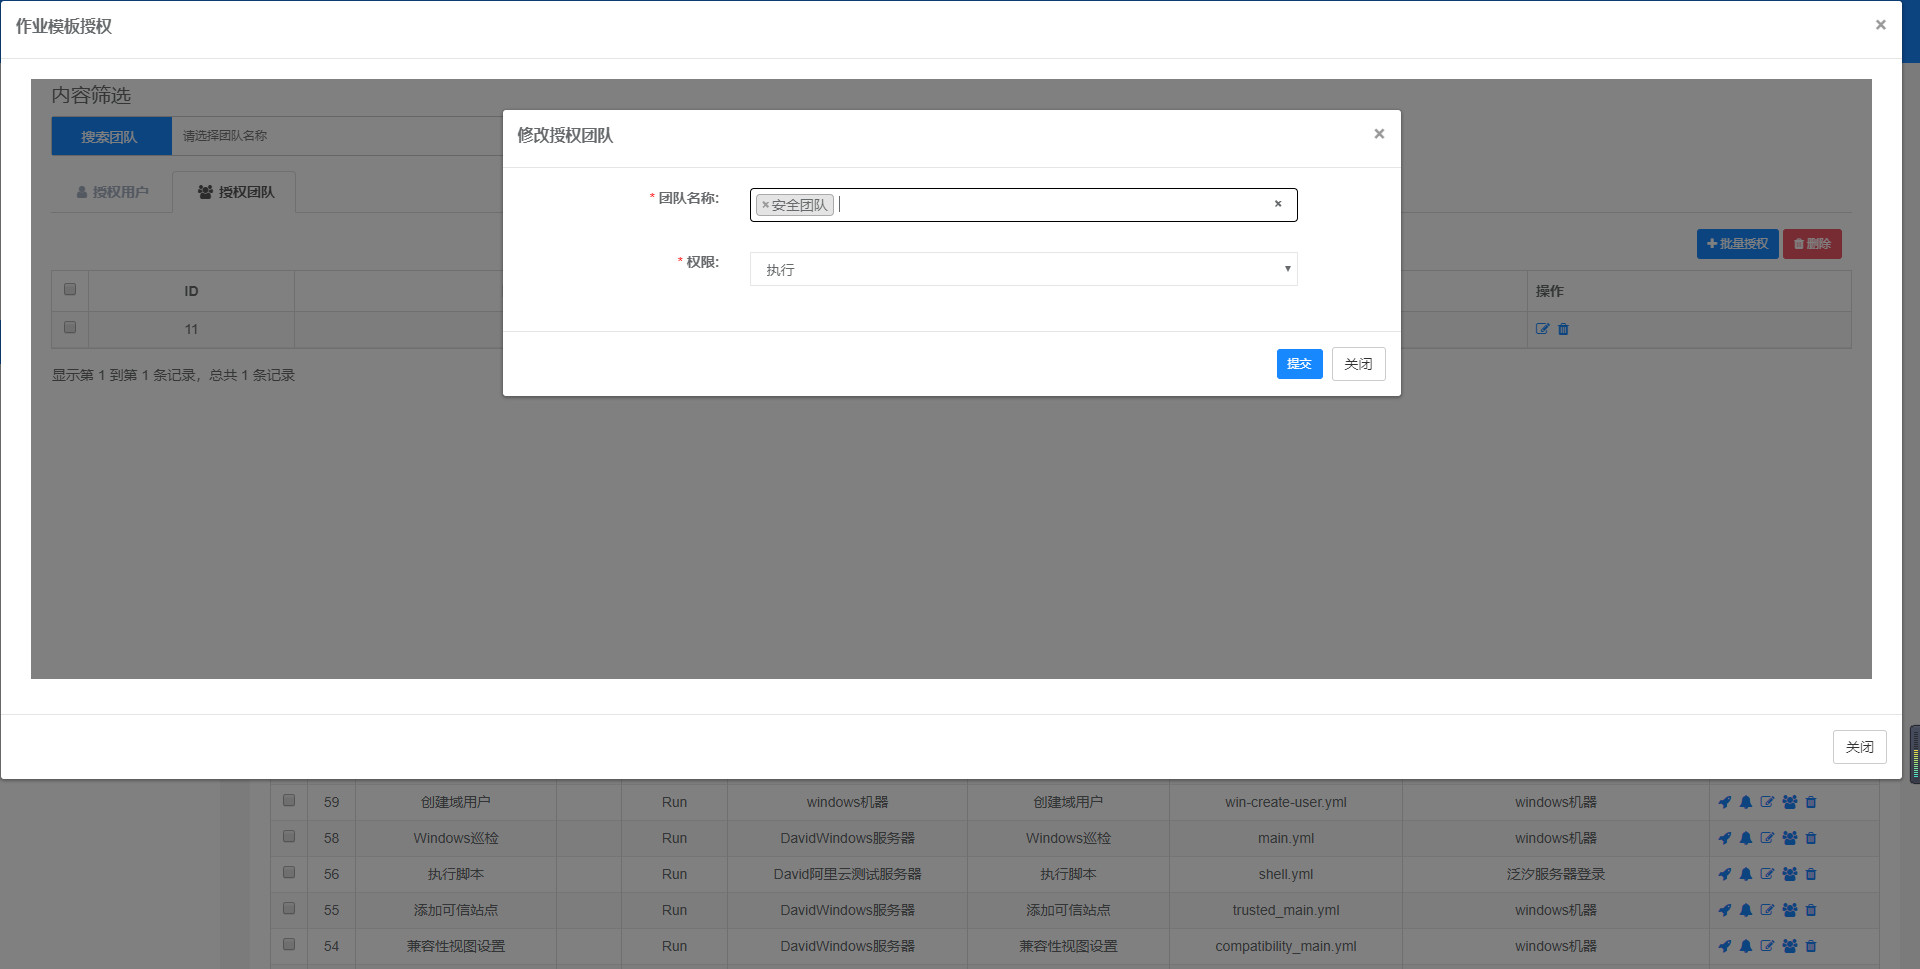 作业模板授权
×
内容筛选
搜索团队 请选择团队名称
授权用户 授权团队
批量授权 删除
ID 操作
11
显示第 1 到第 1 条记录，总共 1 条记录
修改授权团队
×
* 团队名称: ×安全团队 ×
* 权限: 执行
提交 关闭
关闭
59 创建域用户 Run windows机器 创建域用户 win-create-user.yml windows机器
58 Windows巡检 Run DavidWindows服务器 Windows巡检 main.yml windows机器
56 执行脚本 Run David阿里云测试服务器 执行脚本 shell.yml 泛汐服务器登录
55 添加可信站点 Run DavidWindows服务器 添加可信站点 trusted_main.yml windows机器
54 兼容性视图设置 Run DavidWindows服务器 兼容性视图设置 compatibility_main.yml windows机器